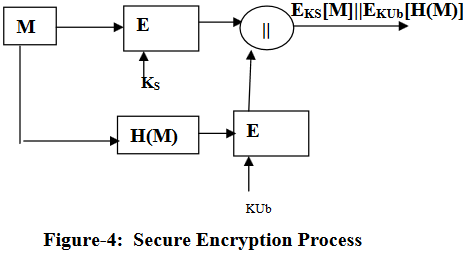 M
E
||
EKS[M]||EKUb[H(M)]
KS
H(M)
E
KUb
Figure-4: Secure Encryption Process